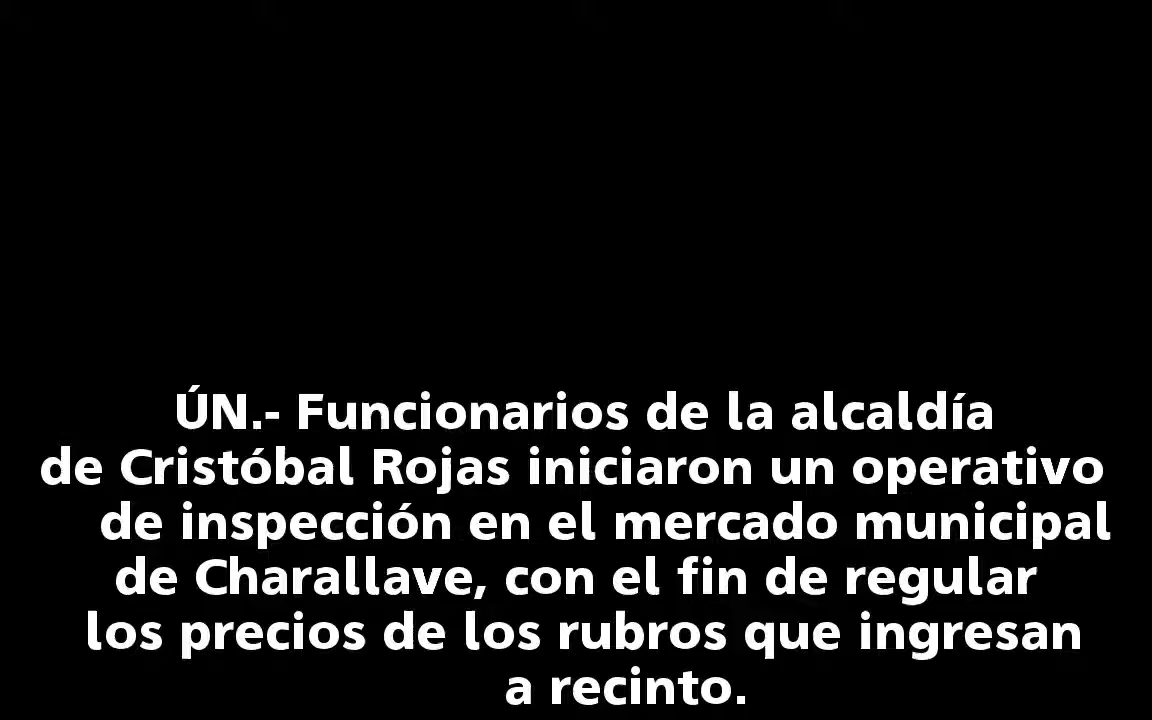 ÚN.- Funcionarios de la alcaldía
de Cristóbal Rojas iniciaron un operativo
de inspección en el mercado municipal
de Charallave, con el fin de regular
los precios de los rubros que ingresan
a recinto.